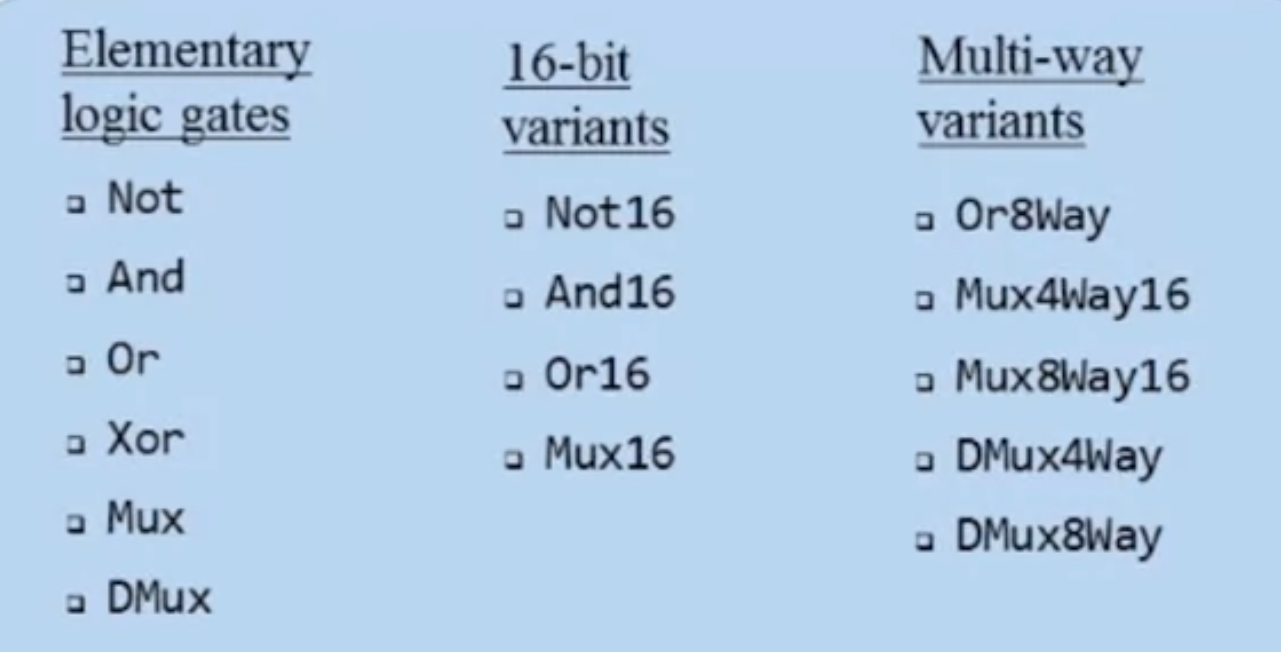 Elementary
logic gates
Not
And
Or
Xor
Mux
DMux
16-bit
variants
Not16
And16
Or16
Mux16
Multi-way
variants
Or8Way
Mux4Way16
Mux8Way16
DMux4Way
DMux8Way